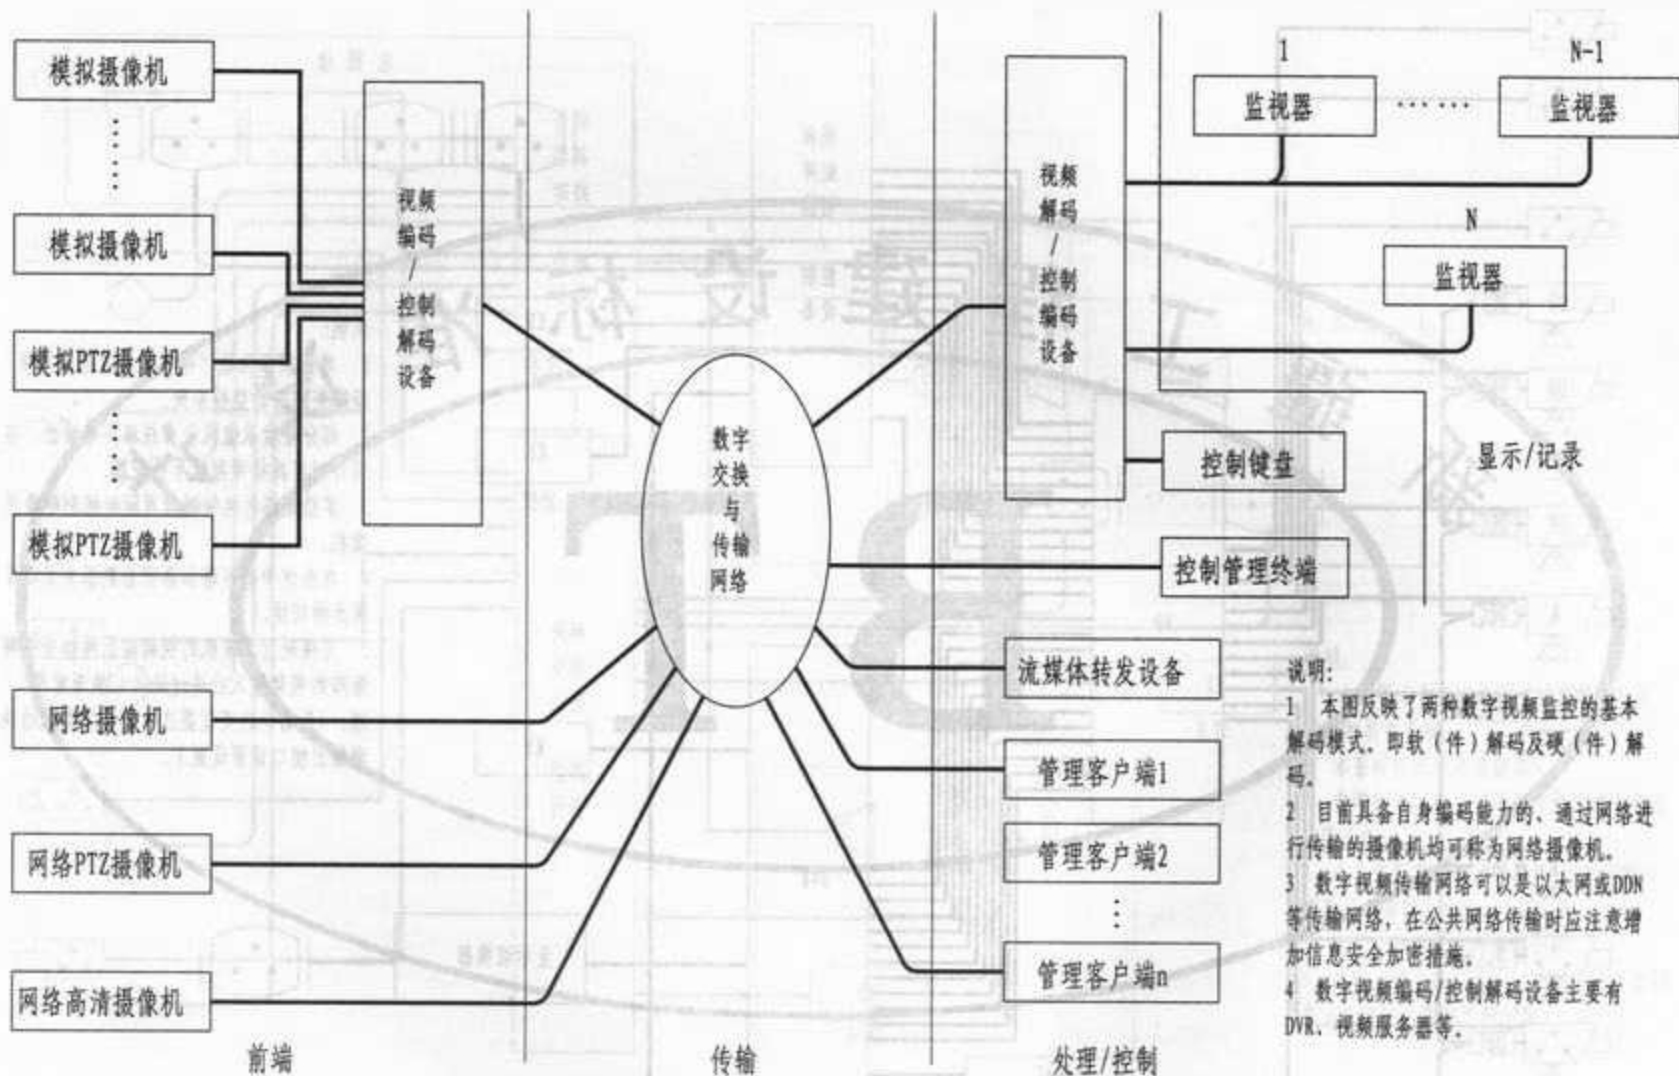 模拟摄像机
模拟摄像机
模拟PTZ摄像机
模拟PTZ摄像机
网络摄像机
网络PTZ摄像机
网络高清摄像机
前端
视频
编码
/
控制
解码
设备
数字
交换
与
传输
网络
传输
视频
解码
/
控制
编码
设备
1
监视器
……
N-1
监视器
N
监视器
控制键盘
控制管理终端
显示/记录
流媒体转发设备
管理客户端1
管理客户端2
管理客户端n
处理/控制
说明:
1 本图反映了两种数字视频监控的基本
解码模式。即软(件)解码及硬(件)解
码。
2 目前具备自身编码能力的、通过网络进
行传输的摄像机均可称为网络摄像机。
3 数字视频传输网络可以是以太网或DDN
等传输网络,在公共网络传输时应注意增
加信息安全加密措施。
4 数字视频编码/控制解码设备主要有
DVR、视频服务器等。